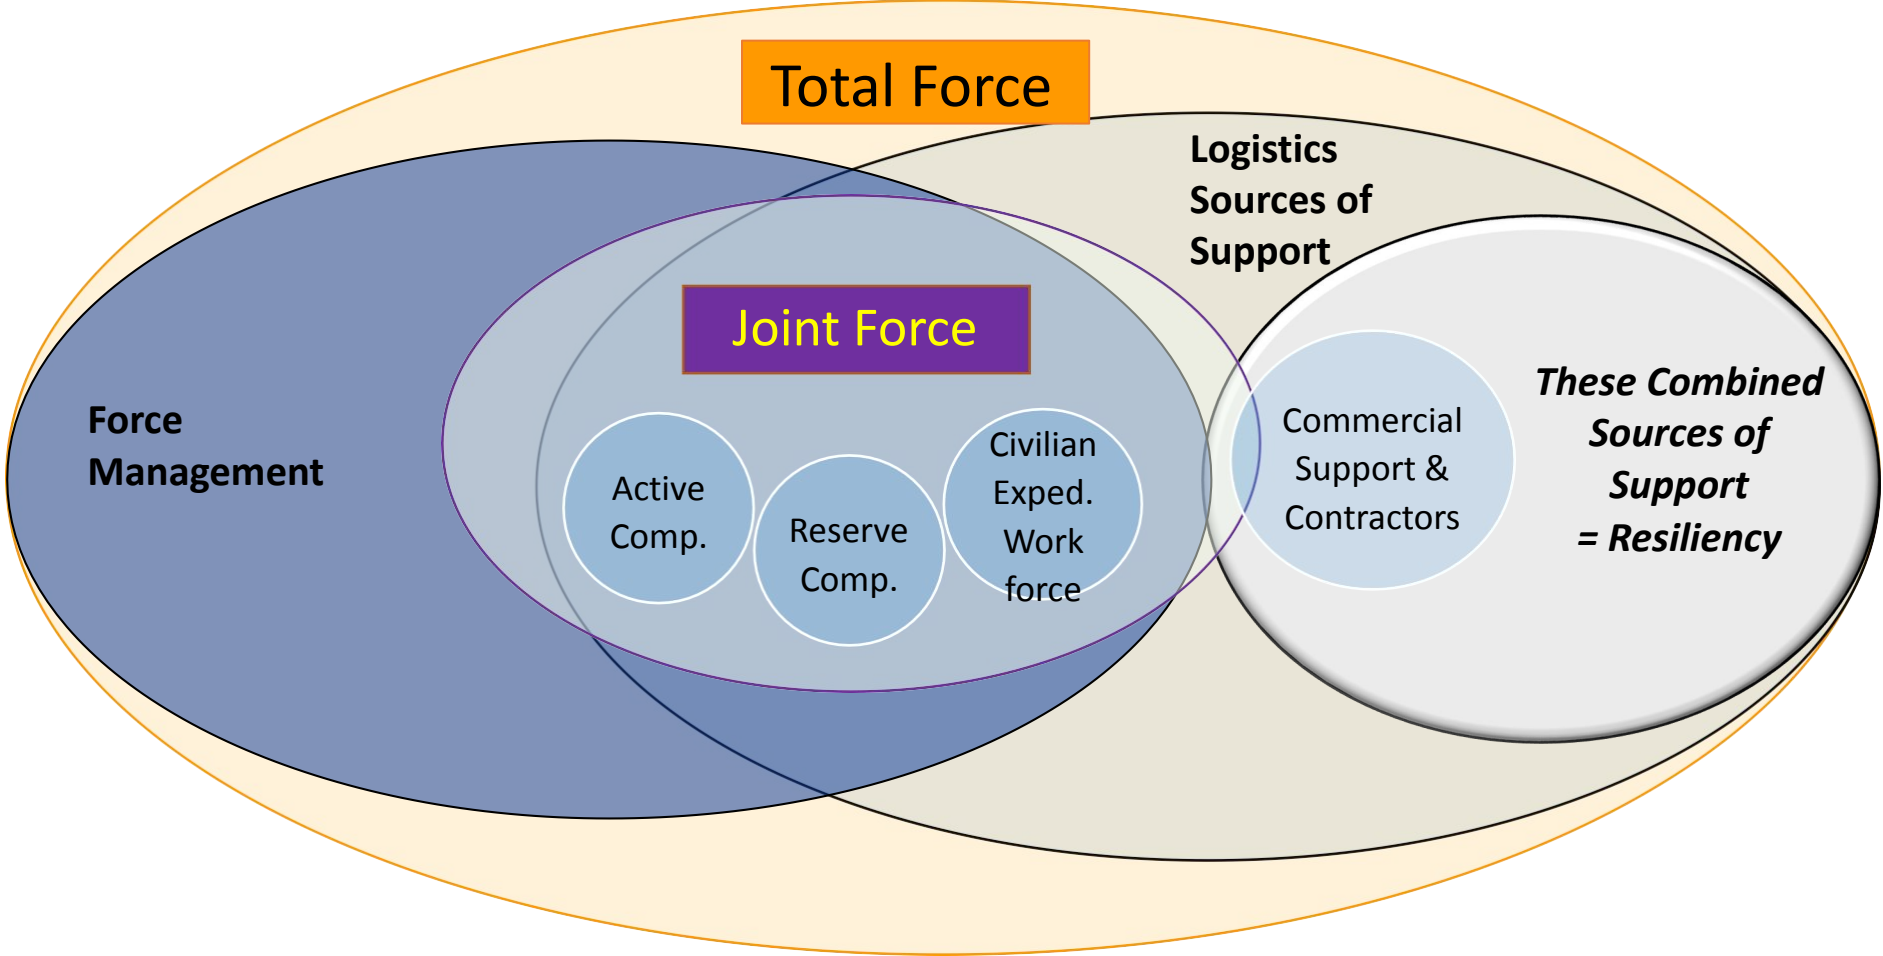 Total Force
Logistics
Sources of
Support
Joint Force
Force
Management
Active
Comp.
Reserve
Comp.
Civilian
Exped.
Work
force
Commercial
Support &
Contractors
These Combined
Sources of
Support
= Resiliency